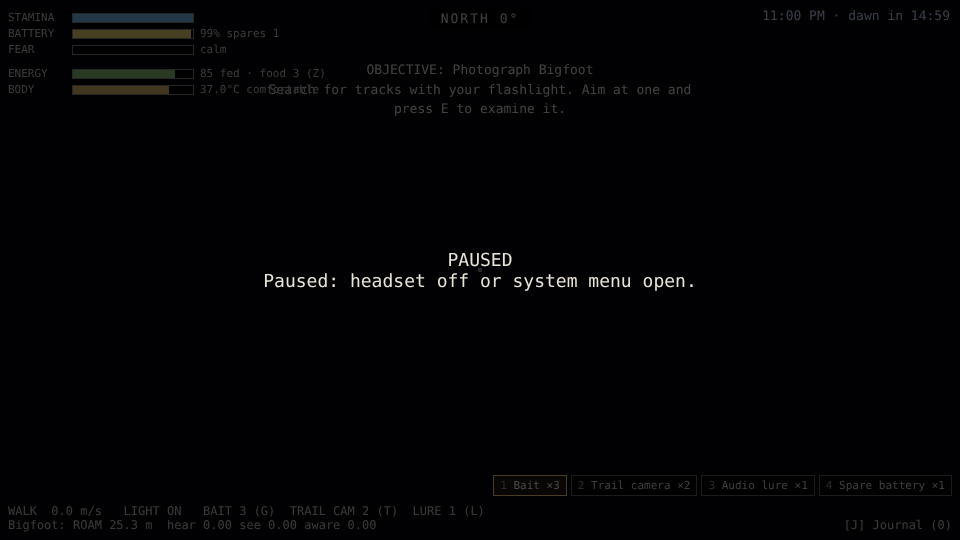 STAMINA
NORTH 0°
11:00 PM · dawn in 14:59
BATTERY 99% spares 1
FEAR calm
OBJECTIVE: Photograph Bigfoot
ENERGY 85 fed · food 3 (Z)
BODY 37.0°C comfortable
Search for tracks with your flashlight. Aim at one and
press E to examine it.
PAUSED
Paused: headset off or system menu open.
1 Bait ×3 2 Trail camera ×2 3 Audio lure ×1 4 Spare battery ×1
WALK 0.0 m/s LIGHT ON BAIT 3 (G) TRAIL CAM 2 (T) LURE 1 (L)
Bigfoot: ROAM 25.3 m hear 0.00 see 0.00 aware 0.00
[J] Journal (0)